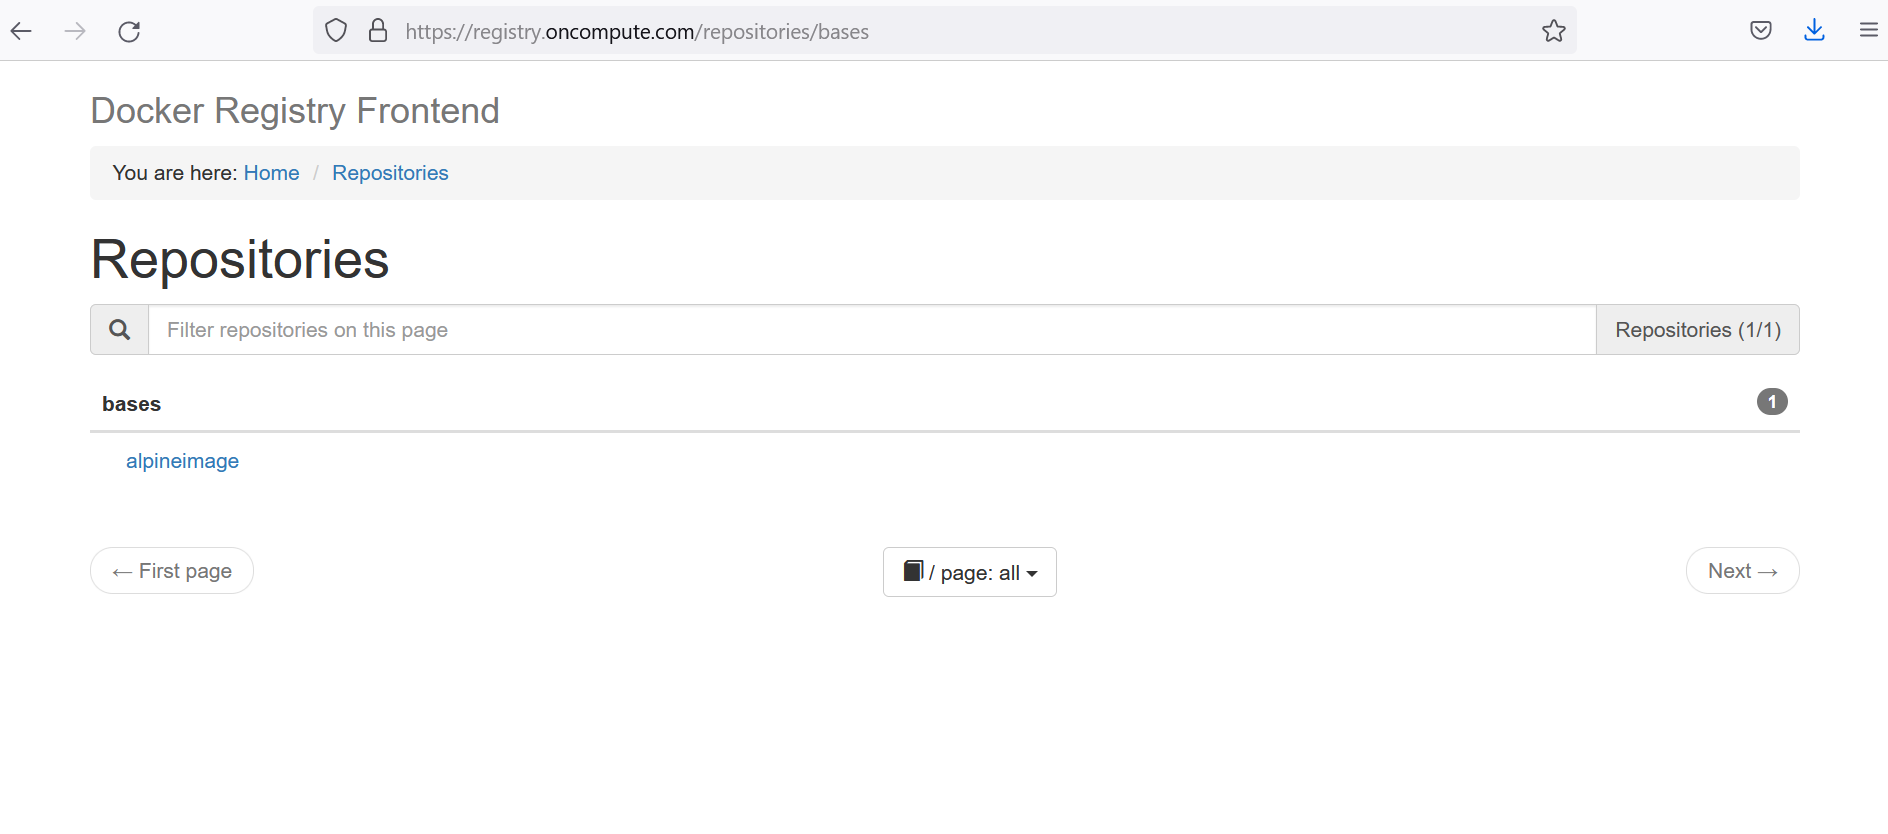 https://registry.oncompute.com/repositories/bases
Docker Registry Frontend
You are here: Home / Repositories
Repositories
Filter repositories on this page
Repositories (1/1)
bases
1
alpineimage
← First page
/ page: all
Next →